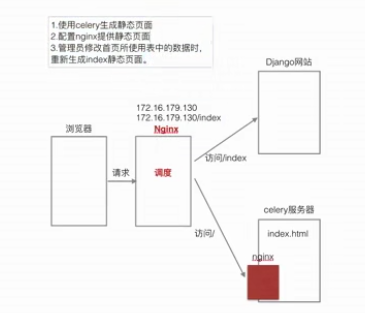 1.使用celery生成静态页面
2.配置nginx提供静态页面
3.管理员修改首页所使用表中的数据时,
重新生成index静态页面。
Django网站
172.16.179.130
172.16.179.130/index
浏览器
Nginx
请求
调度
访问/index
celery服务器
访问/
index.html
nginx